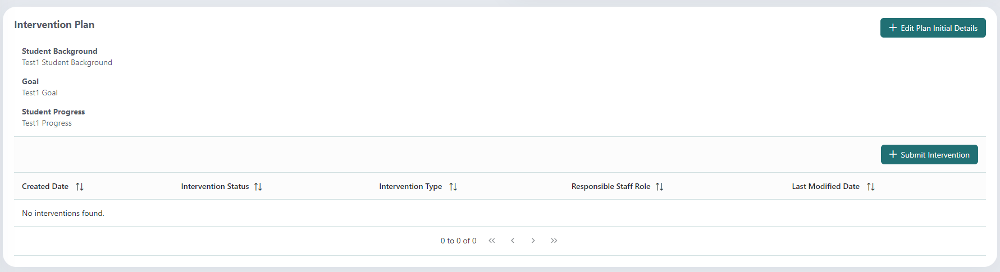 Intervention Plan
Edit Plan Initial Details
Student Background
Test1 Student Background
Goal
Test1 Goal
Student Progress
Test1 Progress
Submit Intervention
Created Date Intervention Status Intervention Type Responsible Staff Role Last Modified Date
No interventions found.
0 to 0 of 0